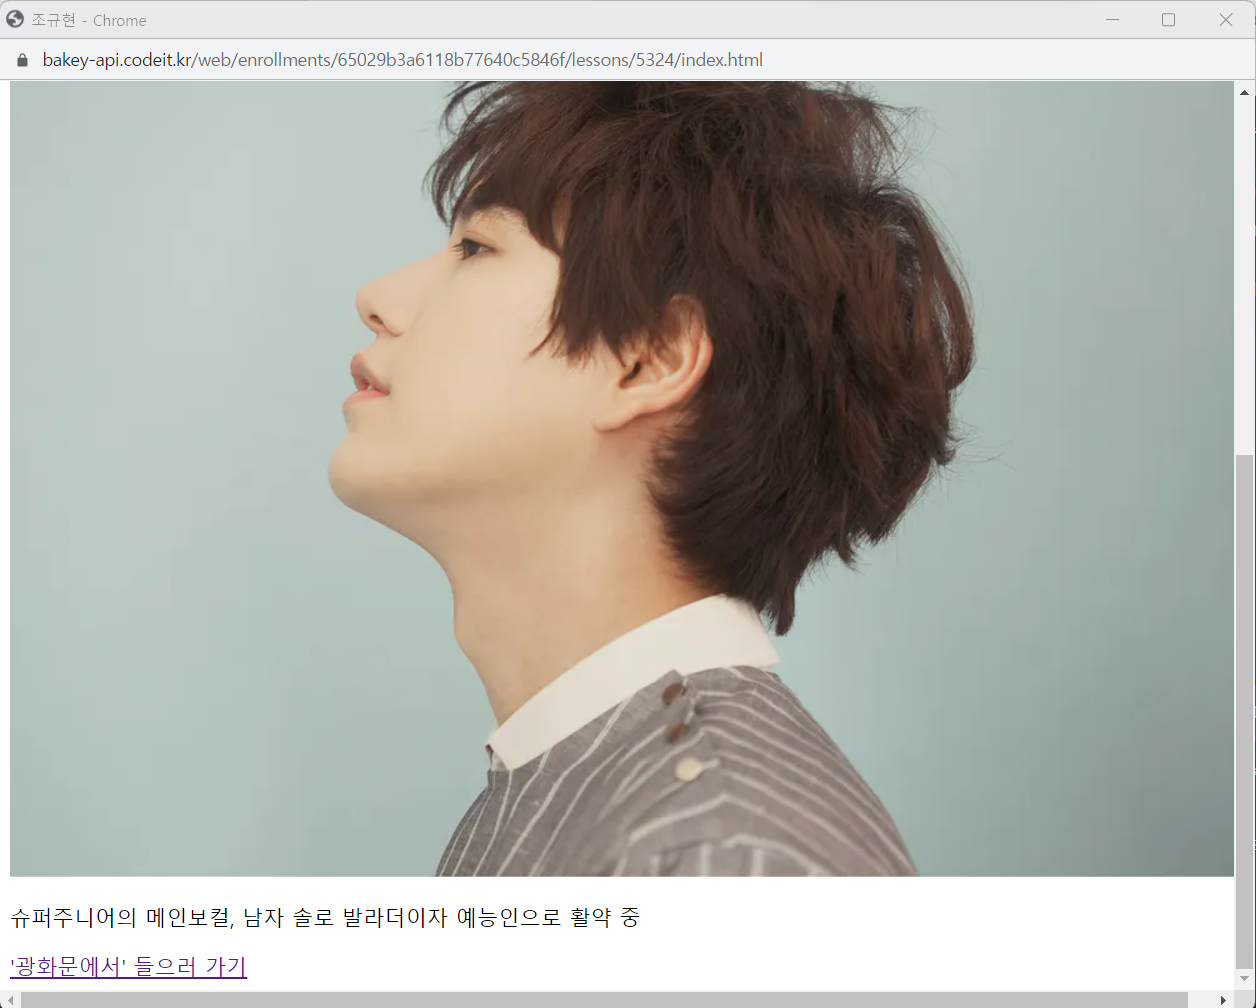 조규현 - Chrome
bakey-api.codeit.kr/web/enrollments/65029b3a6118b77640c5846f/lessons/5324/index.html
슈퍼주니어의 메인보컬, 남자 솔로 발라더이자 예능인으로 활약 중
'광화문에서' 들으러 가기